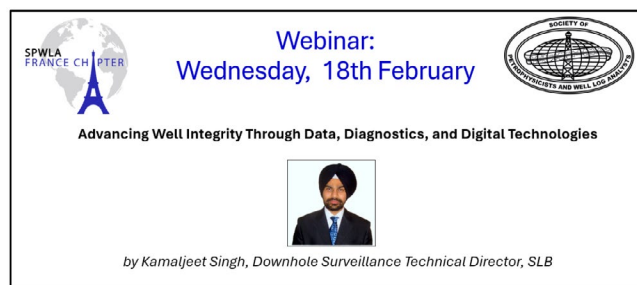 SPWLA
FRANCE CHAPTER
Webinar:
Wednesday, 18th February
SOCIETY OF
PETROPHYSICISTS AND WELL LOG ANALYSTS
Advancing Well Integrity Through Data, Diagnostics, and Digital Technologies
by Kamaljeet Singh, Downhole Surveillance Technical Director, SLB